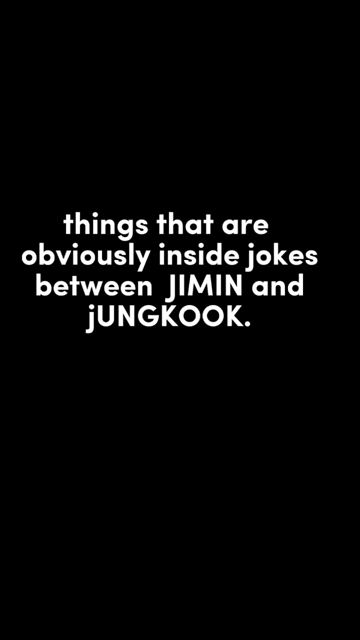 things that are
obviously inside jokes
between JIMIN and
jUNGKOOK.